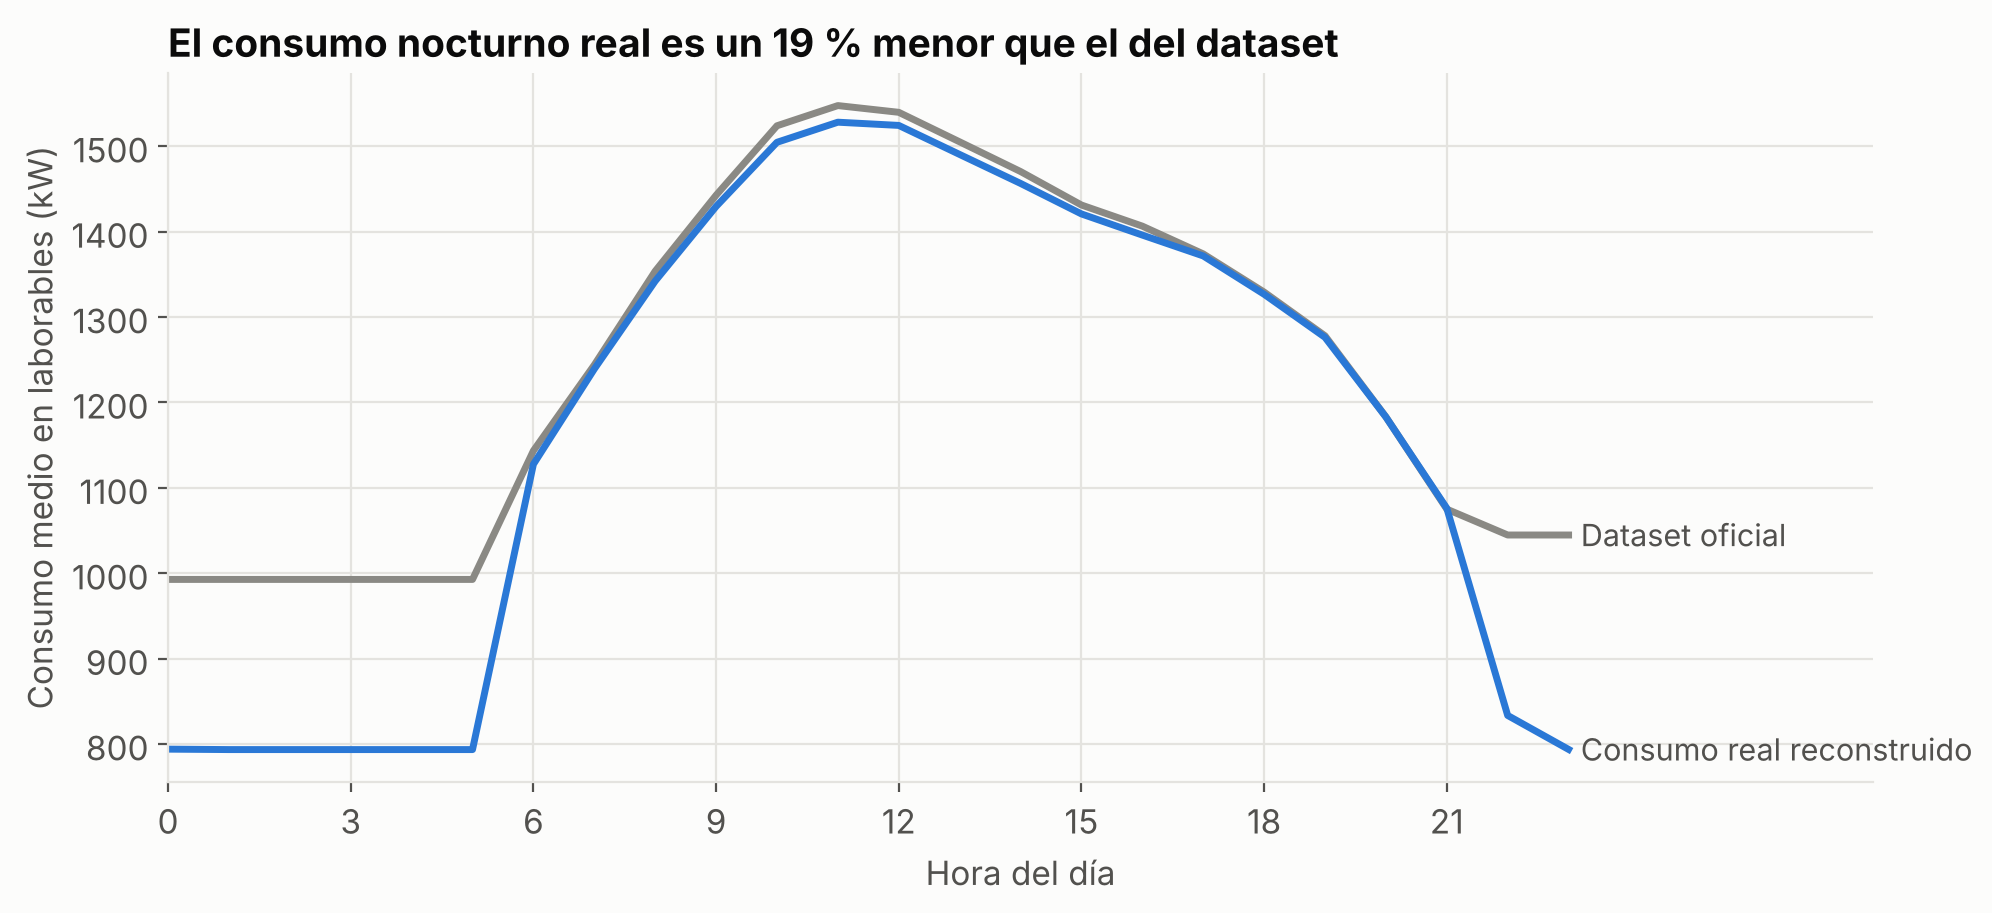 El consumo nocturno real es un 19 % menor que el del dataset
Consumo medio en laborables (kW)
1500
1400
1300
1200
1100
1000
900
800
Dataset oficial
Consumo real reconstruido
0 3 6 9 12 15 18 21
Hora del día